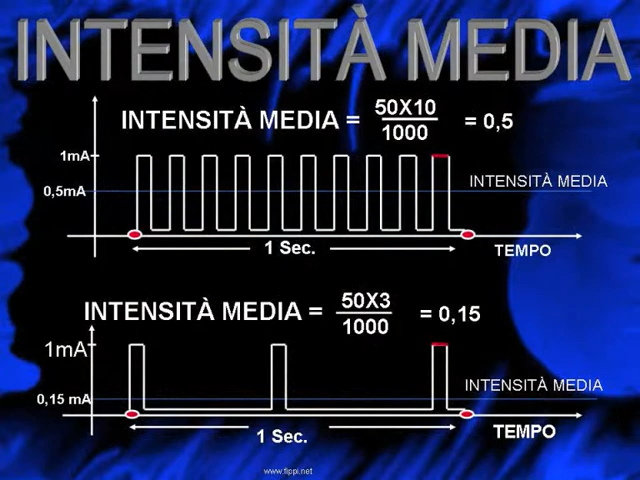 INTENSITÀ MEDIA
INTENSITÀ MEDIA = 50X10 / 1000 = 0,5
1mA
0,5mA
INTENSITÀ MEDIA
1 Sec.
TEMPO
INTENSITÀ MEDIA = 50X3 / 1000 = 0,15
1mA
0,15 mA
INTENSITÀ MEDIA
1 Sec.
TEMPO
www.fippi.net